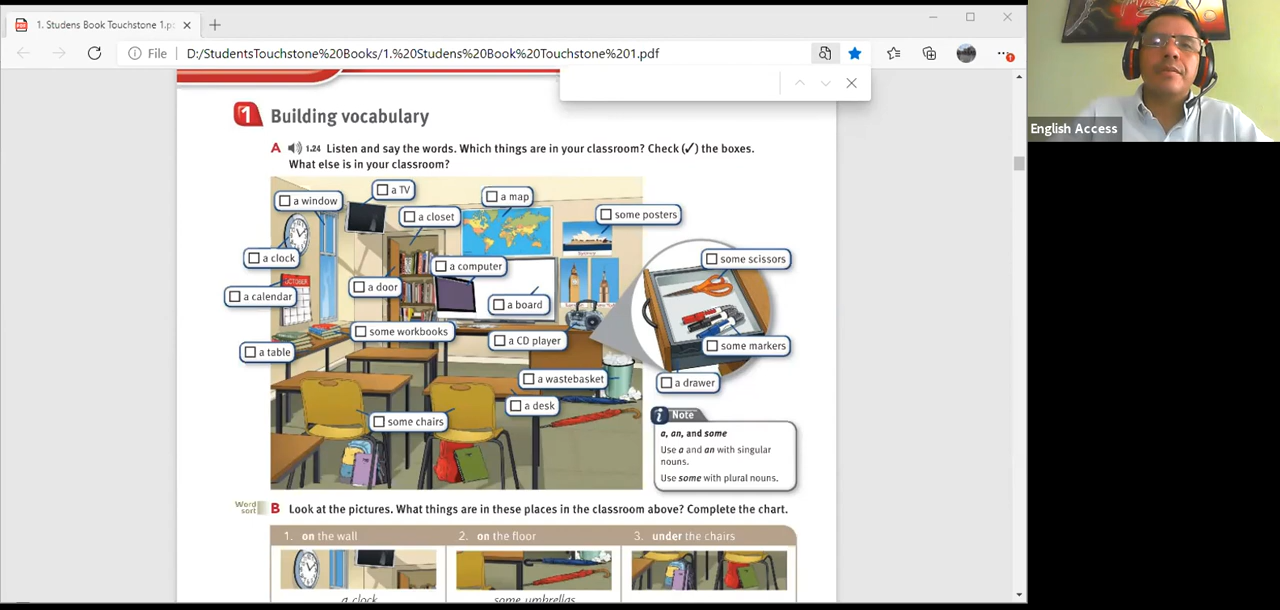 1. Studens Book Touchstone 1.pc
File
D:/StudentsTouchstone%20Books/1.%20Studens%20Book%20Touchstone%201.pdf
English Access
1 Building vocabulary
A 1.24 Listen and say the words. Which things are in your classroom? Check (✓) the boxes.
What else is in your classroom?
a window
a TV
a closet
a map
some posters
a clock
a computer
some scissors
a door
a calendar
OCTOBER
a board
some workbooks
a CD player
some markers
a table
a wastebasket
a drawer
a desk
some chairs
i Note
a, an, and some
Use a and an with singular
nouns.
Use some with plural nouns.
Word
sort
B Look at the pictures. What things are in these places in the classroom above? Complete the chart.
1. on the wall
2. on the floor
3. under the chairs
a clock
some umbrellas